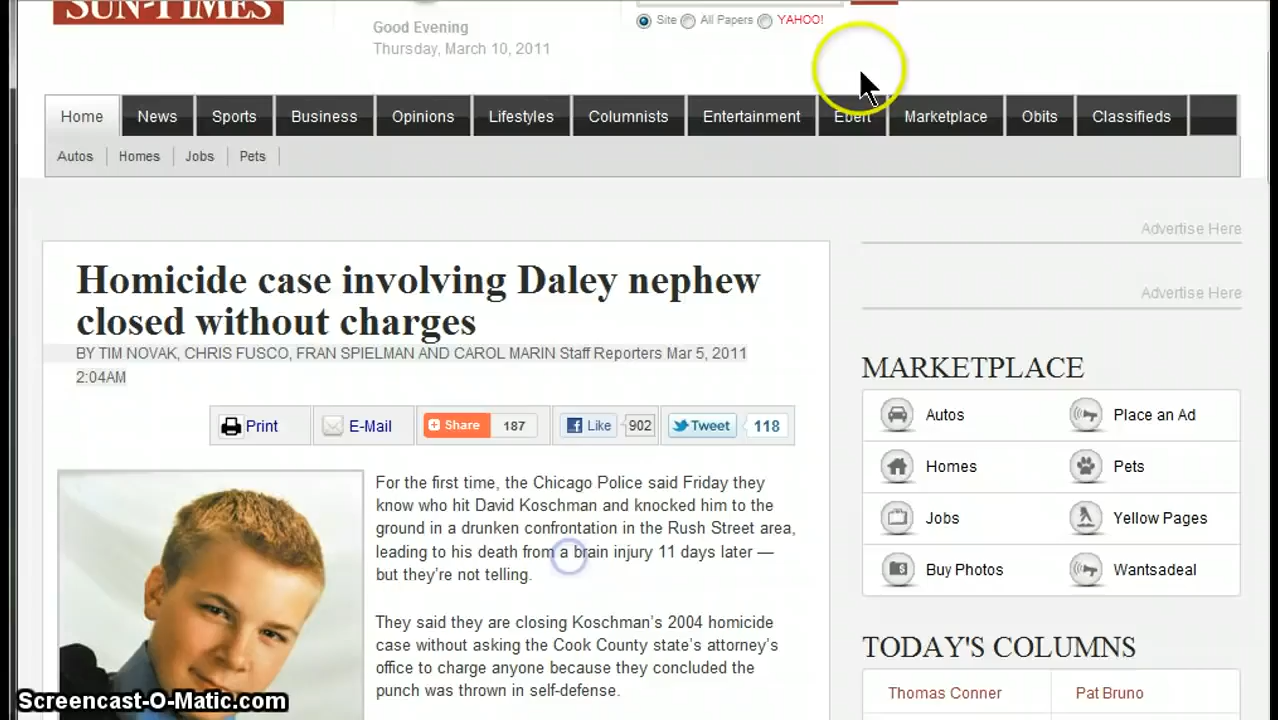 SUN-TIMES
Good Evening
Thursday, March 10, 2011
Site All Papers YAHOO!
Home News Sports Business Opinions Lifestyles Columnists Entertainment Ebert Marketplace Obits Classifieds
Autos Homes Jobs Pets
Advertise Here
Advertise Here
Homicide case involving Daley nephew
closed without charges
BY TIM NOVAK, CHRIS FUSCO, FRAN SPIELMAN AND CAROL MARIN Staff Reporters Mar 5, 2011
2:04AM
Print E-Mail Share 187 Like 902 Tweet 118
For the first time, the Chicago Police said Friday they
know who hit David Koschman and knocked him to the
ground in a drunken confrontation in the Rush Street area,
leading to his death from a brain injury 11 days later —
but they're not telling.
They said they are closing Koschman's 2004 homicide
case without asking the Cook County state's attorney's
office to charge anyone because they concluded the
punch was thrown in self-defense.
MARKETPLACE
Autos Place an Ad
Homes Pets
Jobs Yellow Pages
Buy Photos Wantsadeal
TODAY'S COLUMNS
Thomas Conner Pat Bruno
Screencast-O-Matic.com